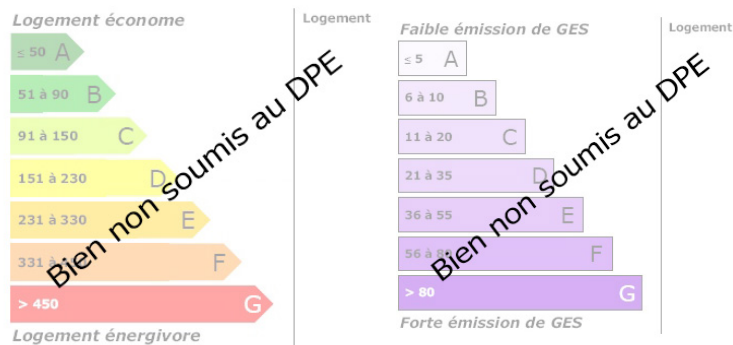 Logement économe
Logement
≤ 50 A
51 à 90 B
91 à 150 C
151 à 230 D
231 à 330 E
331 F
> 450 G
Logement énergivore
Bien non soumis au DPE
Faible émission de GES
Logement
≤ 5 A
6 à 10 B
11 à 20 C
21 à 35 D
36 à 55 E
56 à 80 F
> 80 G
Forte émission de GES
Bien non soumis au DPE